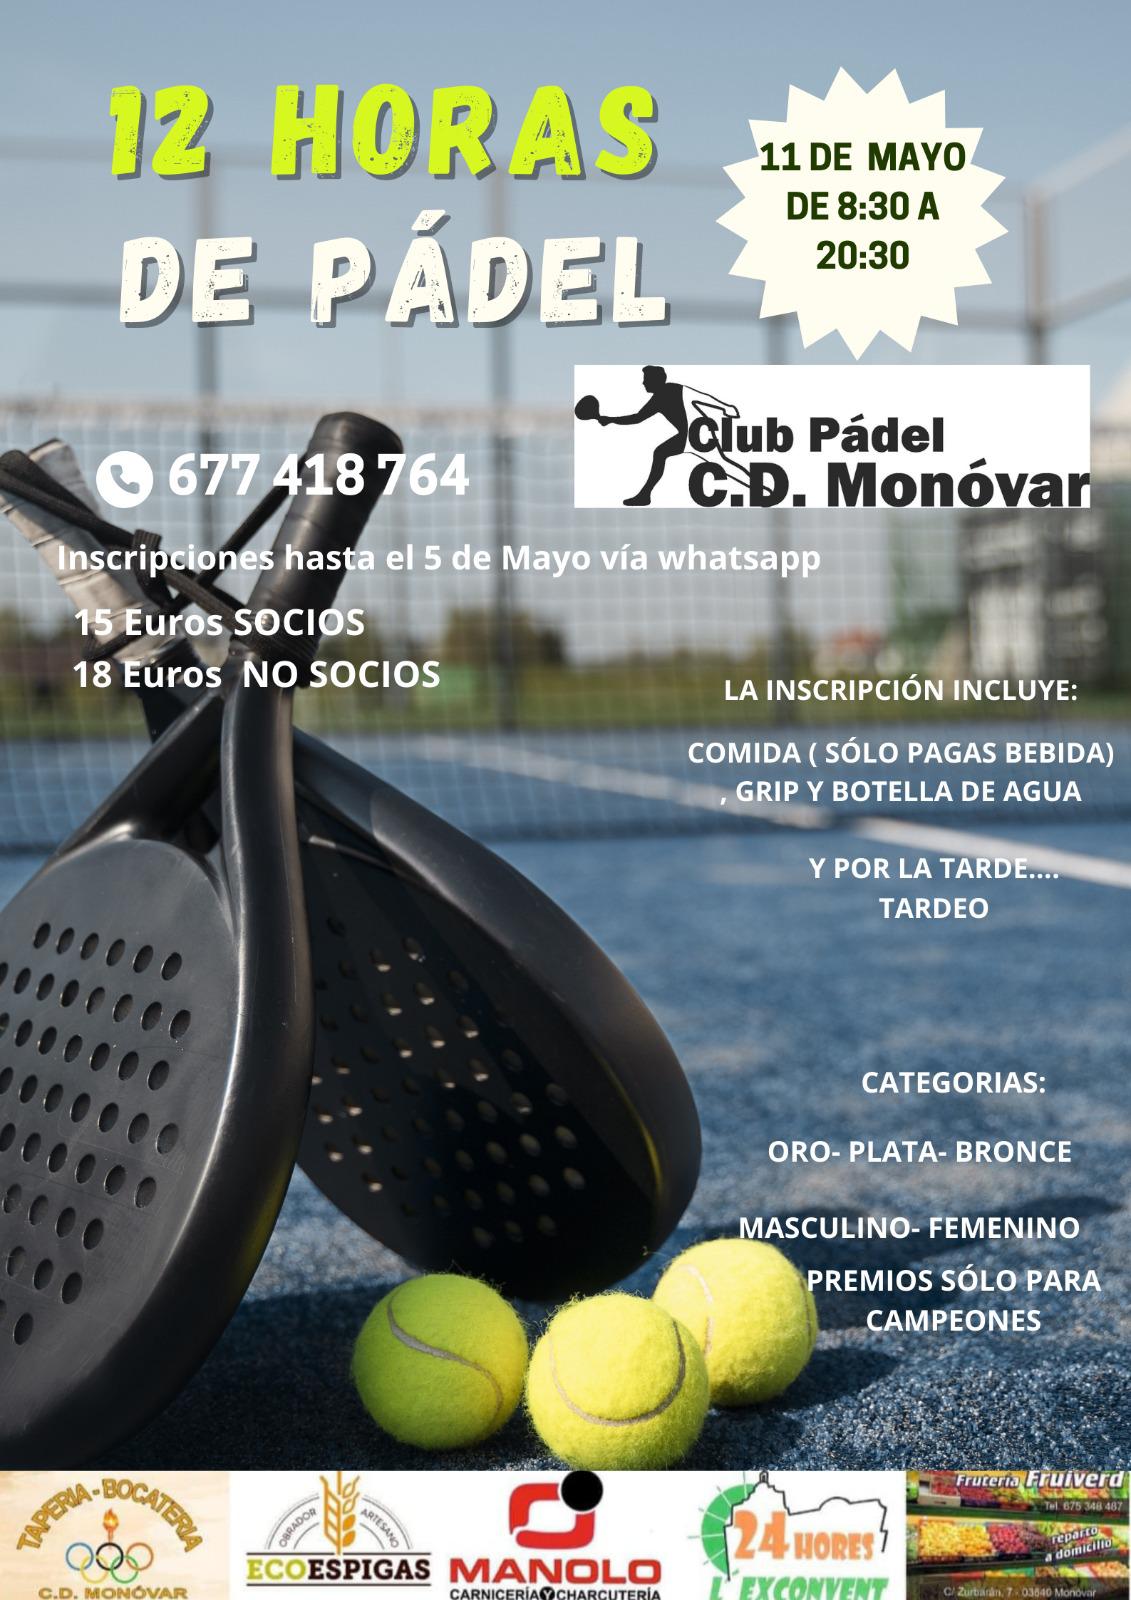 12 HORAS
DE PÁDEL
11 DE MAYO
DE 8:30 A
20:30
Club Pádel
C.D. Monóvar
677 418 764
Inscripciones hasta el 5 de Mayo vía whatsapp
15 Euros SOCIOS
18 Euros NO SOCIOS
LA INSCRIPCIÓN INCLUYE:
COMIDA ( SÓLO PAGAS BEBIDA)
, GRIP Y BOTELLA DE AGUA
Y POR LA TARDE....
TARDEO
CATEGORIAS:
ORO- PLATA- BRONCE
MASCULINO- FEMENINO
PREMIOS SÓLO PARA
CAMPEONES
TAPERIA-BOCATERIA
C.D. MONÓVAR
OBRADOR ARTESANO
ECOESPIGAS
MANOLO
CARNICERÍA Y CHARCUTERÍA
24 HORES
L'EXCONVENT
Frutería Fruiverd
Tel. 675 348 487
reparto
a domicilio
C/ Zurbarán, 7 - 03640 Monóvar